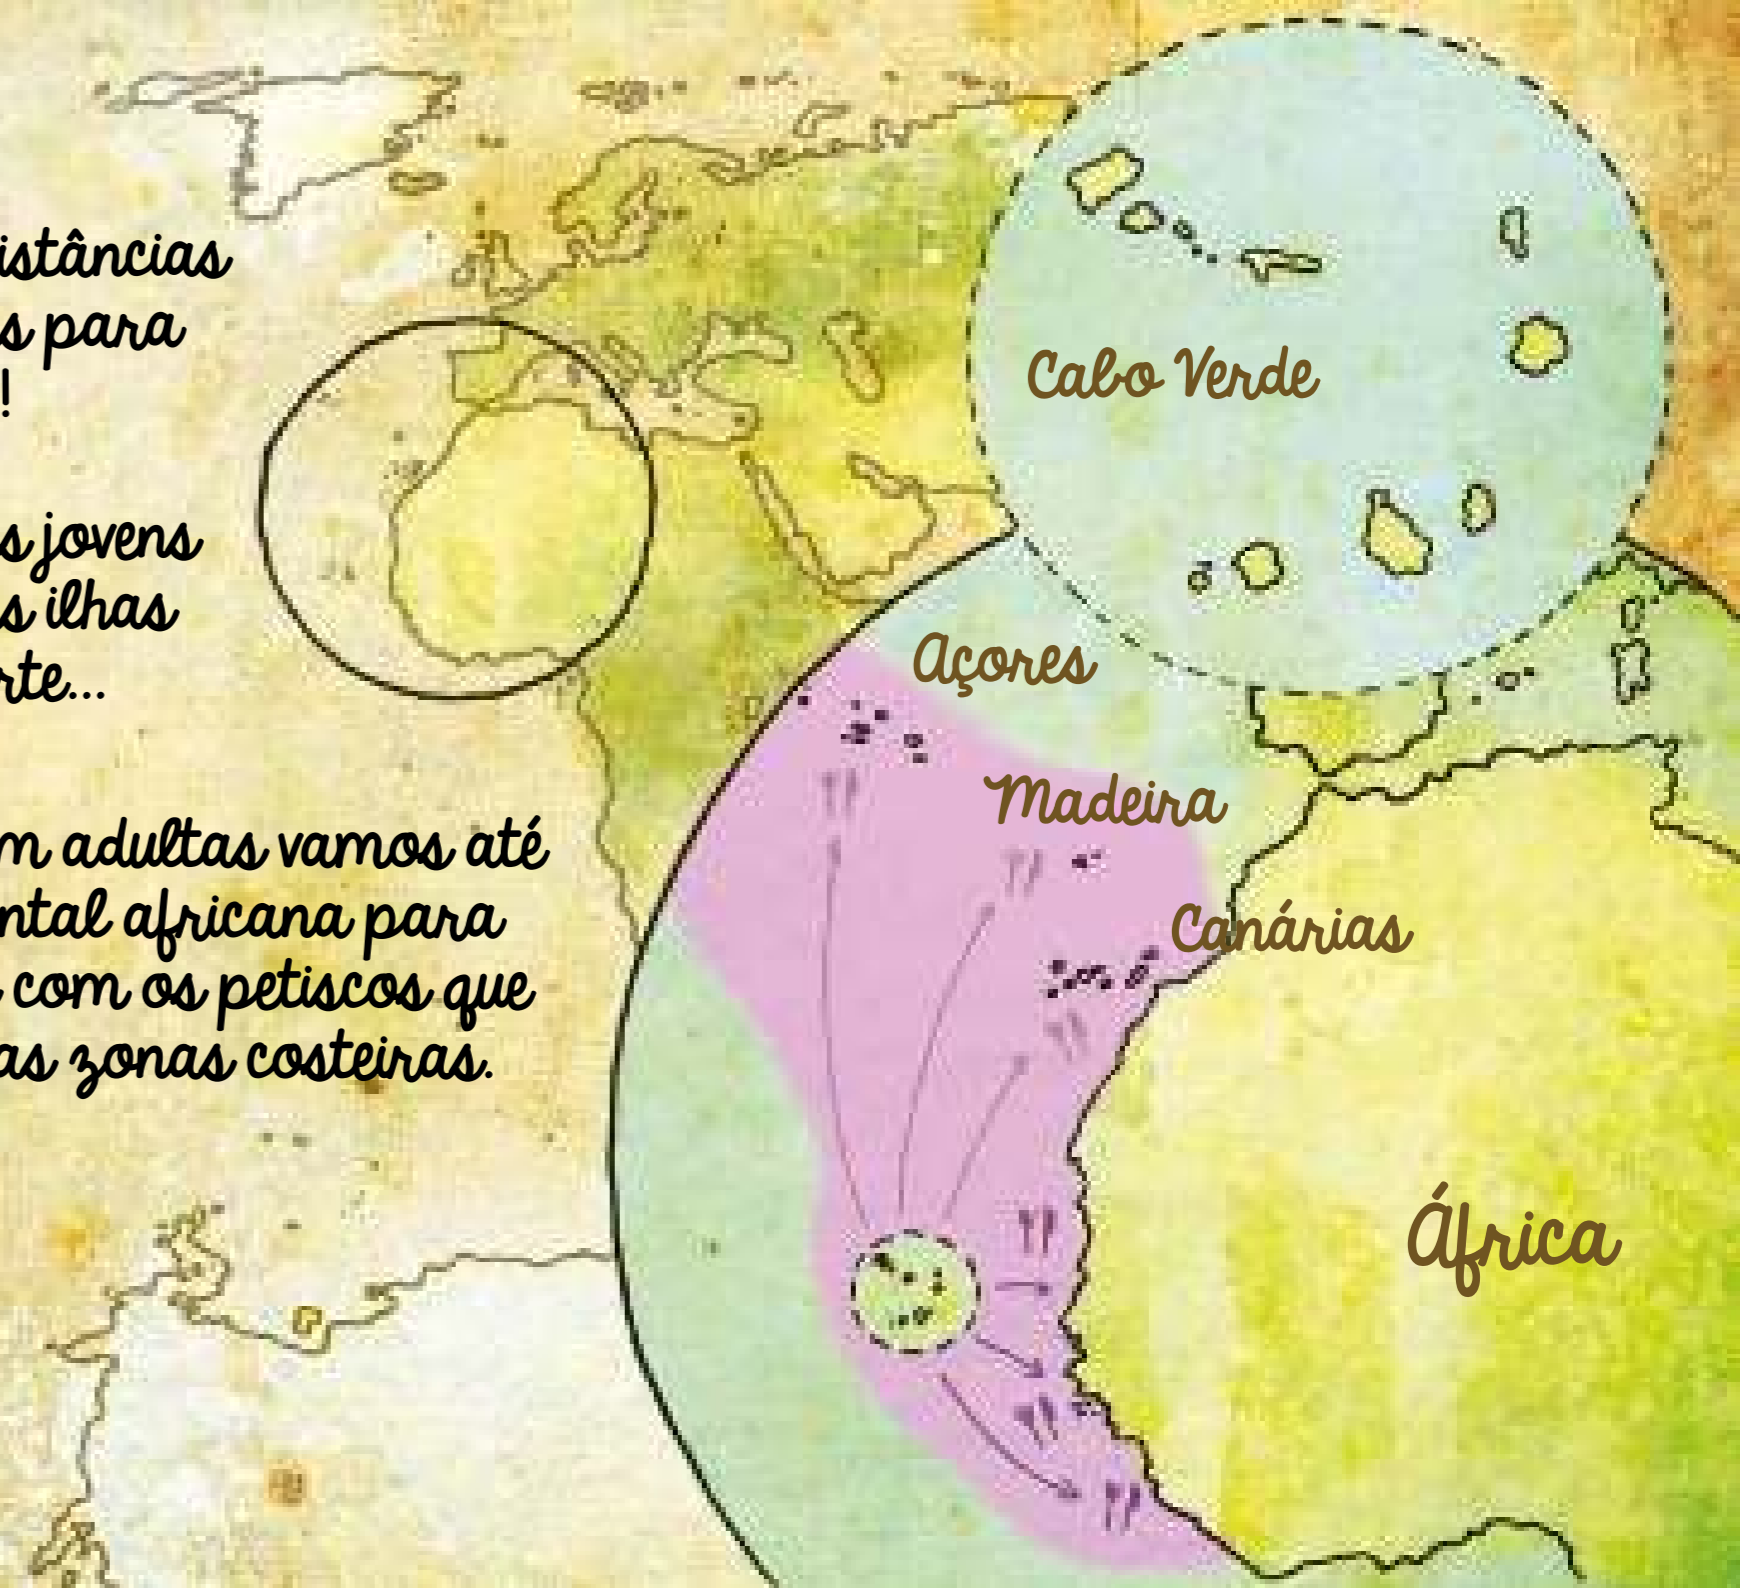 istâncias
s para
!
s jovens
s ilhas
rte...
m adultas vamos até
ntal africana para
com os petiscos que
as zonas costeiras.
Cabo Verde
Açores
Madeira
Canárias
África